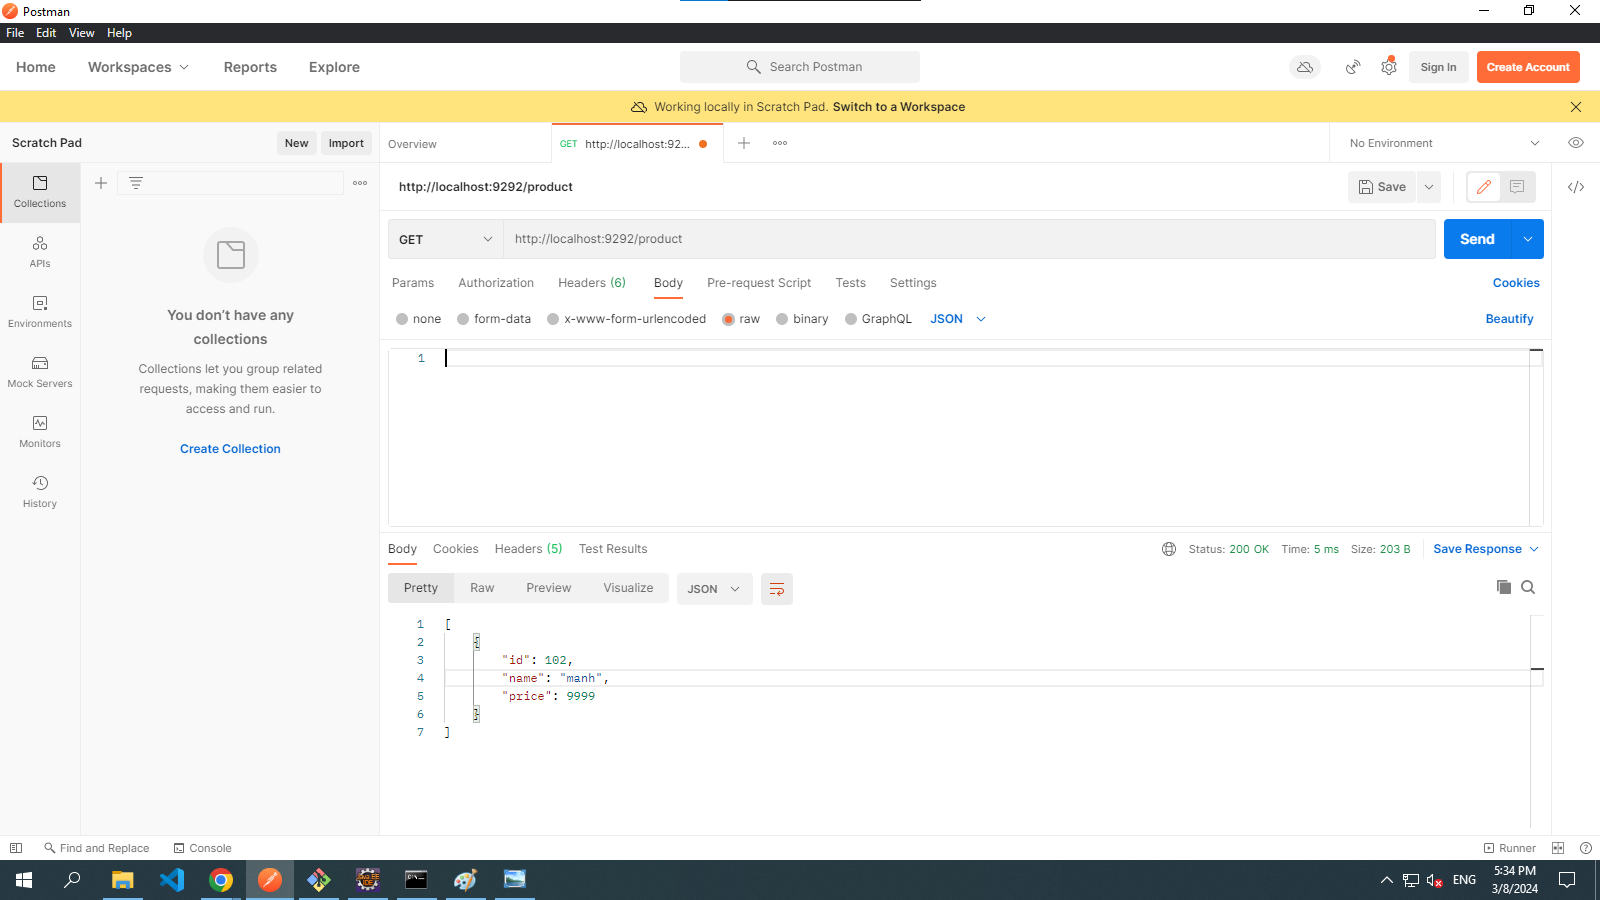 Postman
File Edit View Help
Home Workspaces Reports Explore Search Postman Sign In Create Account
Working locally in Scratch Pad. Switch to a Workspace
Scratch Pad New Import Overview GET http://localhost:92... No Environment
http://localhost:9292/product Save
Collections
GET http://localhost:9292/product Send
APIs
Params Authorization Headers (6) Body Pre-request Script Tests Settings Cookies
none form-data x-www-form-urlencoded raw binary GraphQL JSON Beautify
Environments
You don't have any
collections
Collections let you group related
requests, making them easier to
access and run.
Create Collection
Mock Servers
Monitors
History
1
Body Cookies Headers (5) Test Results Status: 200 OK Time: 5 ms Size: 203 B Save Response
Pretty Raw Preview Visualize JSON
1 [
2 {
3 "id": 102,
4 "name": "manh",
5 "price": 9999
6 }
7 ]
Find and Replace Console Runner
ENG 5:34 PM
3/8/2024